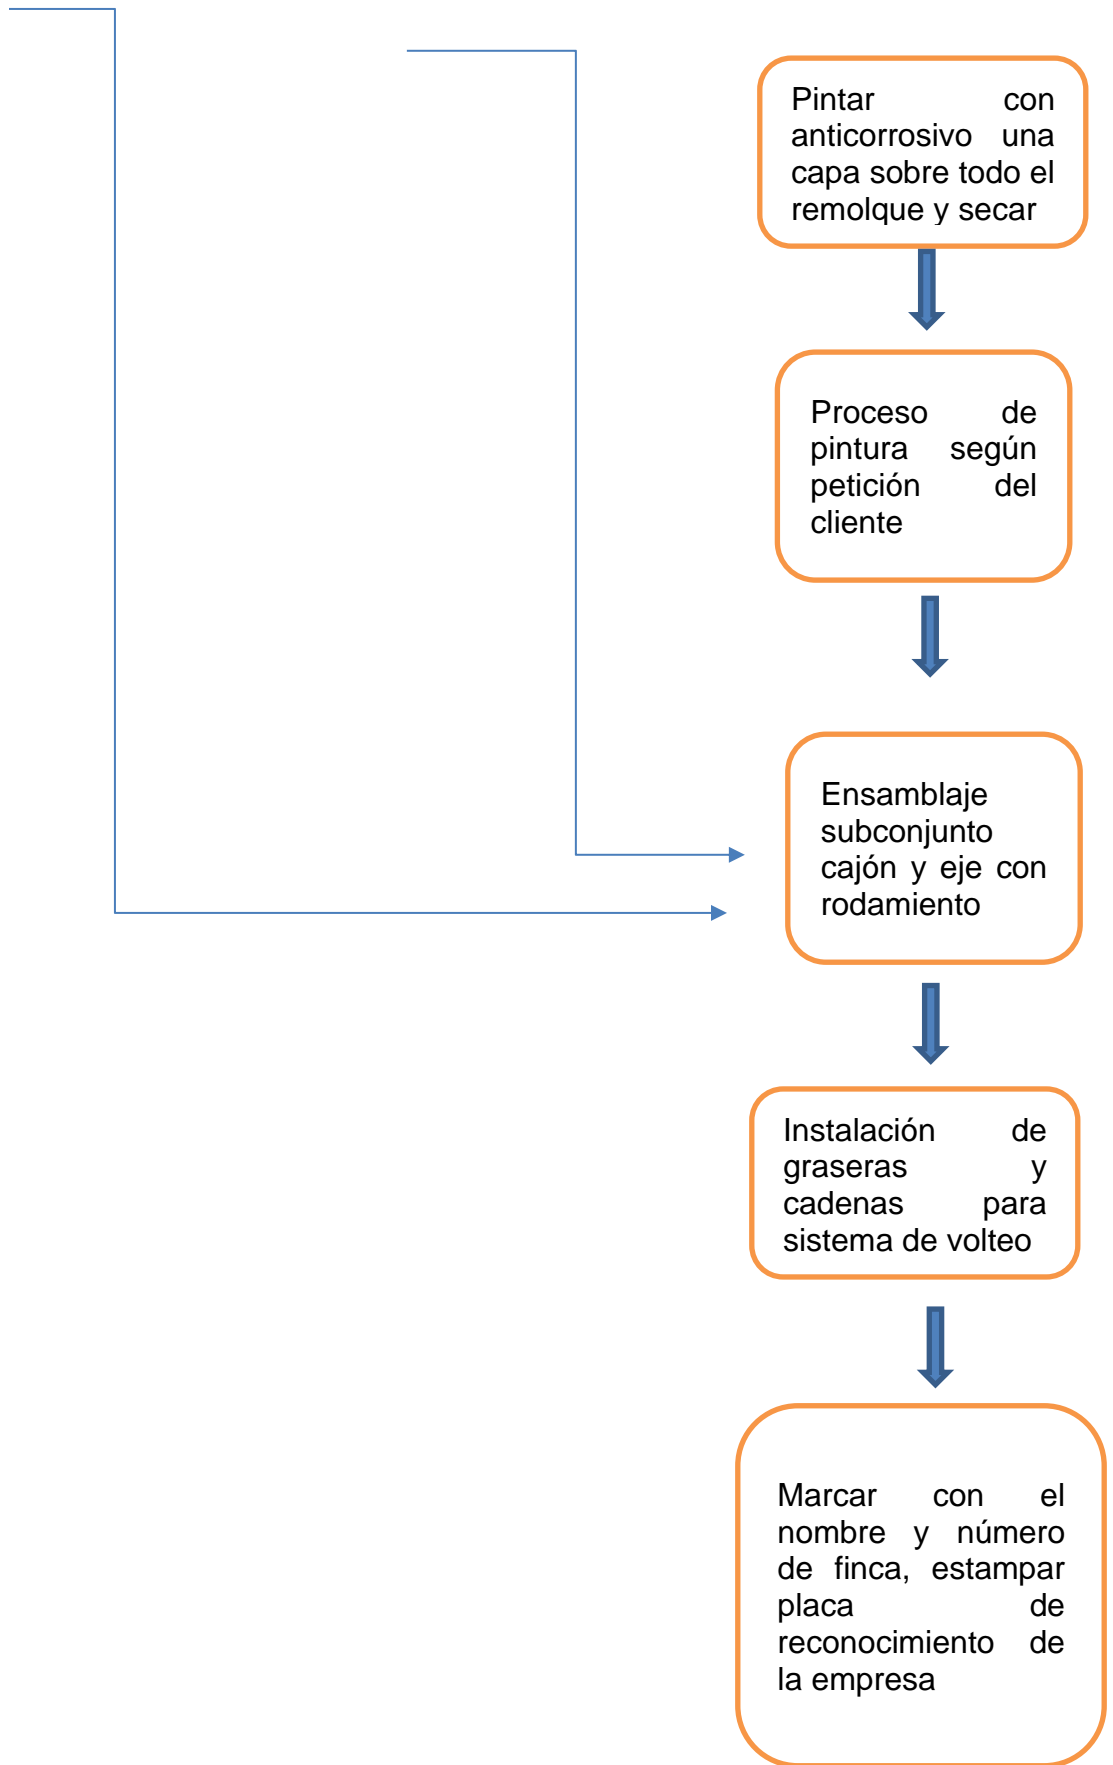 Pintar con
anticorrosivo una
capa sobre todo el
remolque y secar
Proceso de
pintura según
petición del
cliente
Ensamblaje
subconjunto
cajón y eje con
rodamiento
Instalación de
graseras y
cadenas para
sistema de volteo
Marcar con el
nombre y número
de finca, estampar
placa de
reconocimiento de
la empresa